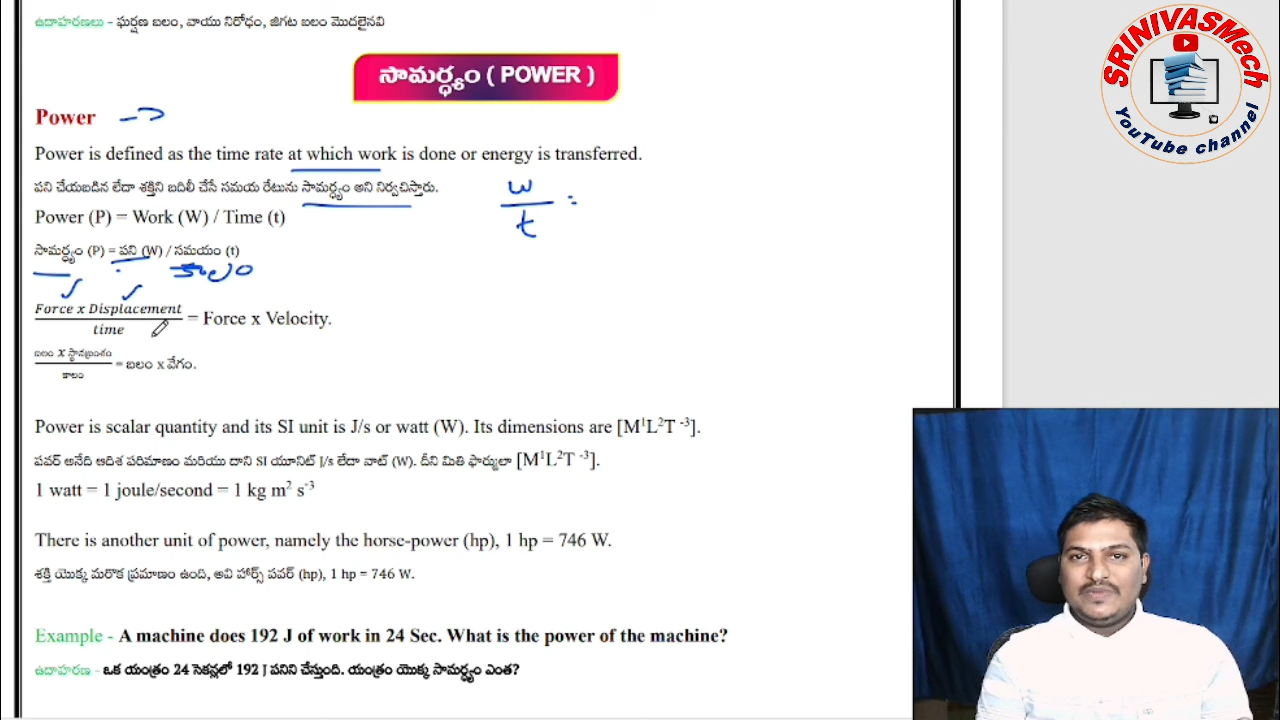 ఉదాహరణలు - ఘర్షణ బలం, వాయు నిరోధం, జిగట బలం మొదలైనవి
సామర్థ్యం ( POWER )
SRINIVASMech
YouTube channel
Power
Power is defined as the time rate at which work is done or energy is transferred.
పని చేయబడిన లేదా శక్తిని బదిలీ చేసే సమయ రేటును సామర్థ్యం అని నిర్వచిస్తారు.
w
t
Power (P) = Work (W) / Time (t)
సామర్థ్యం (P) = పని (W) / సమయం (t)
కాలం
Force x Displacement
time
= Force x Velocity.
బలం X స్థానభ్రంశం
కాలం
= బలం x వేగం.
Power is scalar quantity and its SI unit is J/s or watt (W). Its dimensions are [M¹L²T ⁻³].
పవర్ అనేది ఆదిశ పరిమాణం మరియు దాని SI యూనిట్ J/s లేదా వాట్ (W). దీని మితి ఫార్ములా [M¹L²T ⁻³].
1 watt = 1 joule/second = 1 kg m² s⁻³
There is another unit of power, namely the horse-power (hp), 1 hp = 746 W.
శక్తి యొక్క మరొక ప్రమాణం ఉంది, అవి హార్స్ పవర్ (hp), 1 hp = 746 W.
Example - A machine does 192 J of work in 24 Sec. What is the power of the machine?
ఉదాహరణ - ఒక యంత్రం 24 సెకన్లలో 192 J పనిని చేస్తుంది. యంత్రం యొక్క సామర్థ్యం ఎంత?